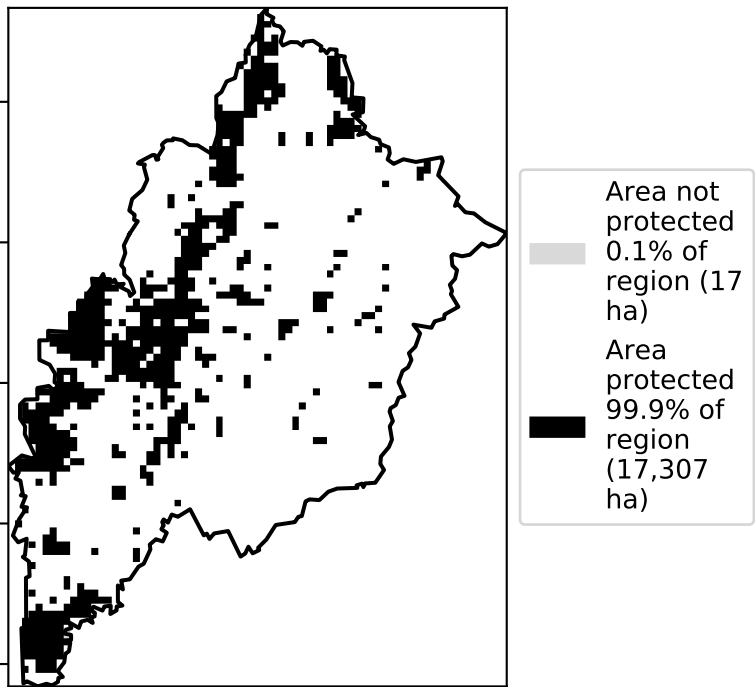 Area not
protected
0.1% of
region (17
ha)
Area
protected
99.9% of
region
(17,307
ha)